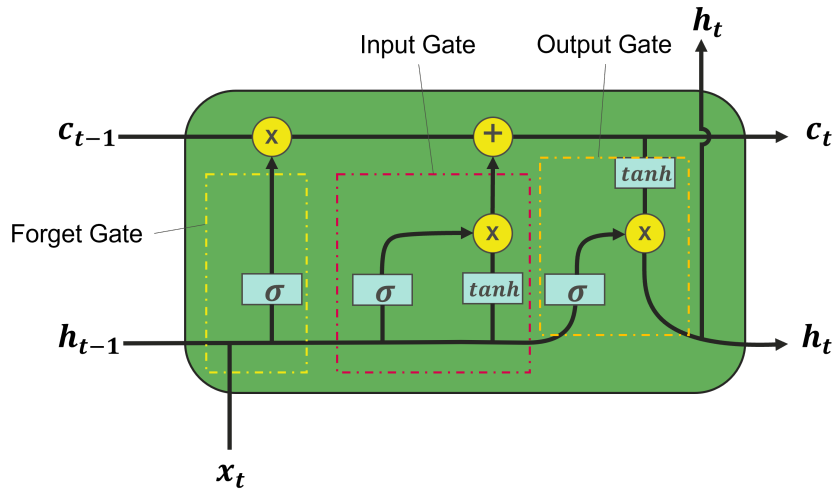 h_t
Input Gate
Output Gate
c_{t-1}
x
+
c_t
tanh
Forget Gate
x
x
σ
σ
tanh
σ
h_{t-1}
h_t
x_t